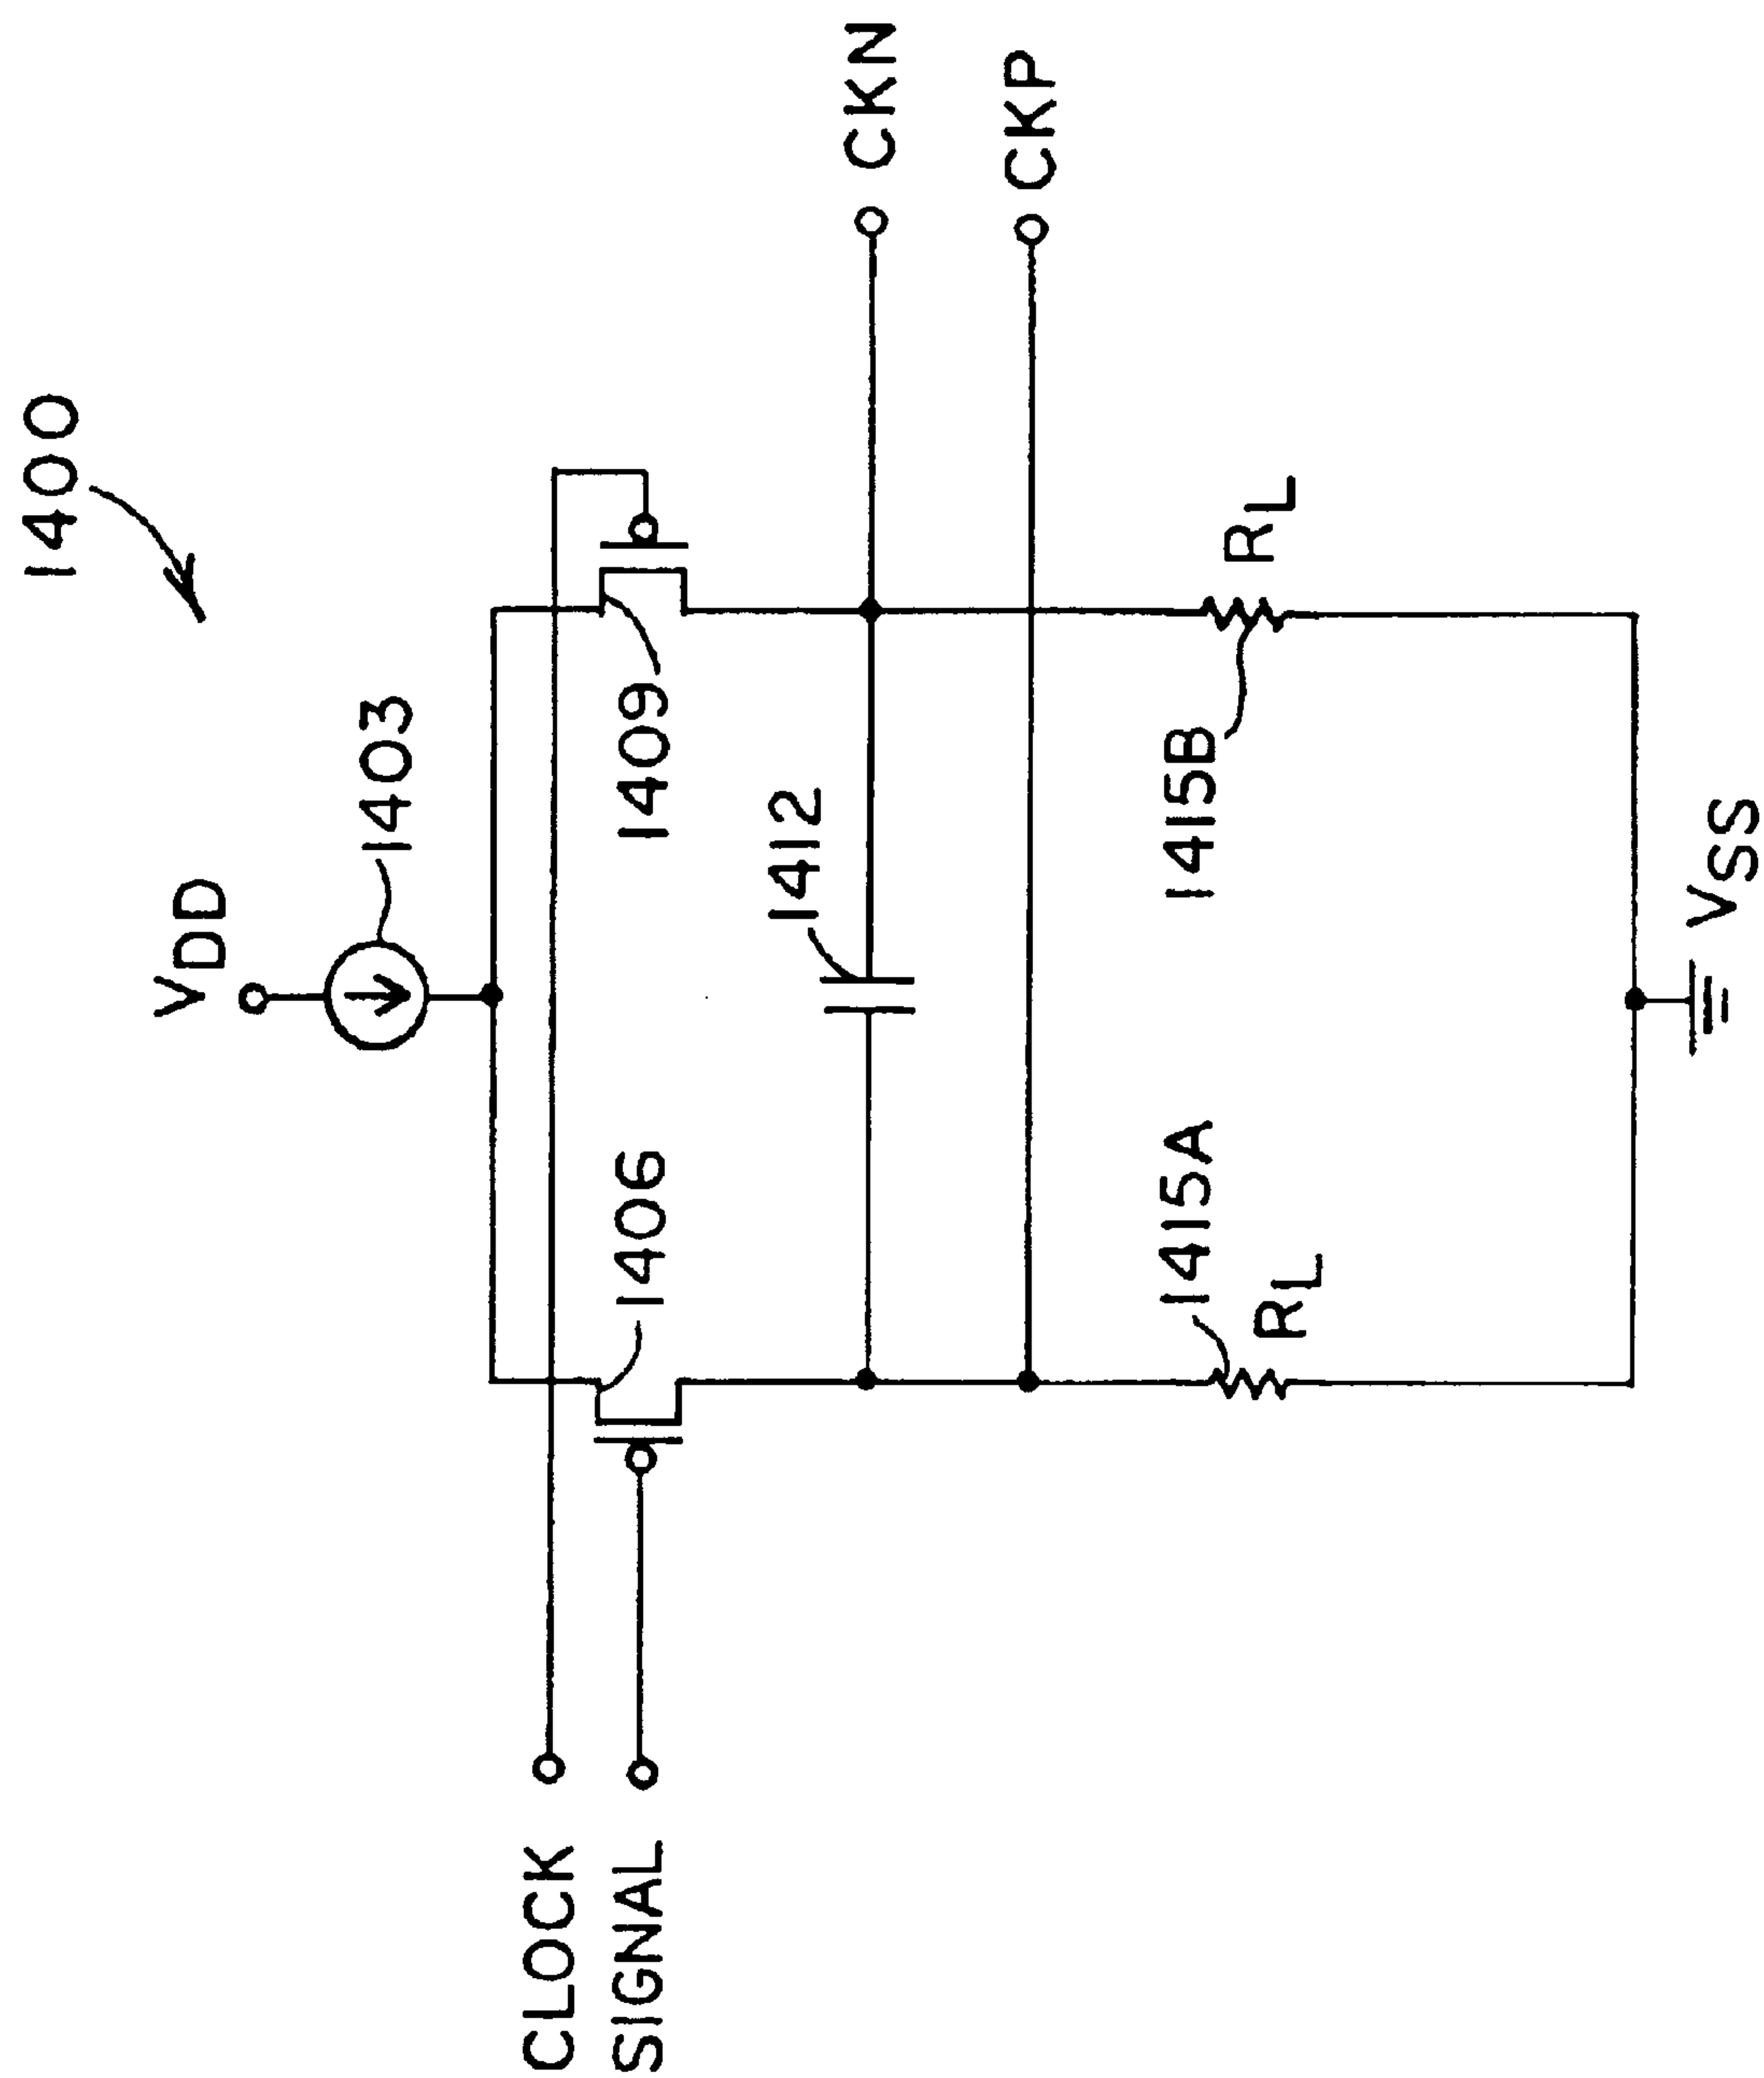 1400
VDD
1403
CLOCK
SIGNAL
1406
1409
1412
CKN
CKP
1415A
RL
1415B
RL
VSS